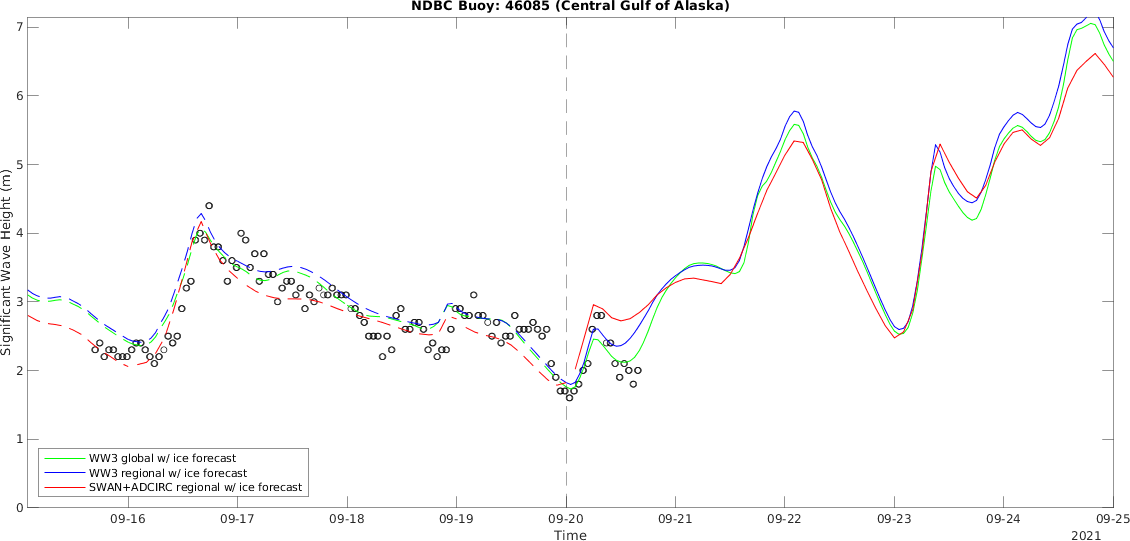 NDBC Buoy: 46085 (Central Gulf of Alaska)
Significant Wave Height (m)
7
6
5
4
3
2
1
0
WW3 global w/ ice forecast
WW3 regional w/ ice forecast
SWAN+ADCIRC regional w/ ice forecast
09-16 09-17 09-18 09-19 09-20 09-21 09-22 09-23 09-24 09-25
Time
2021